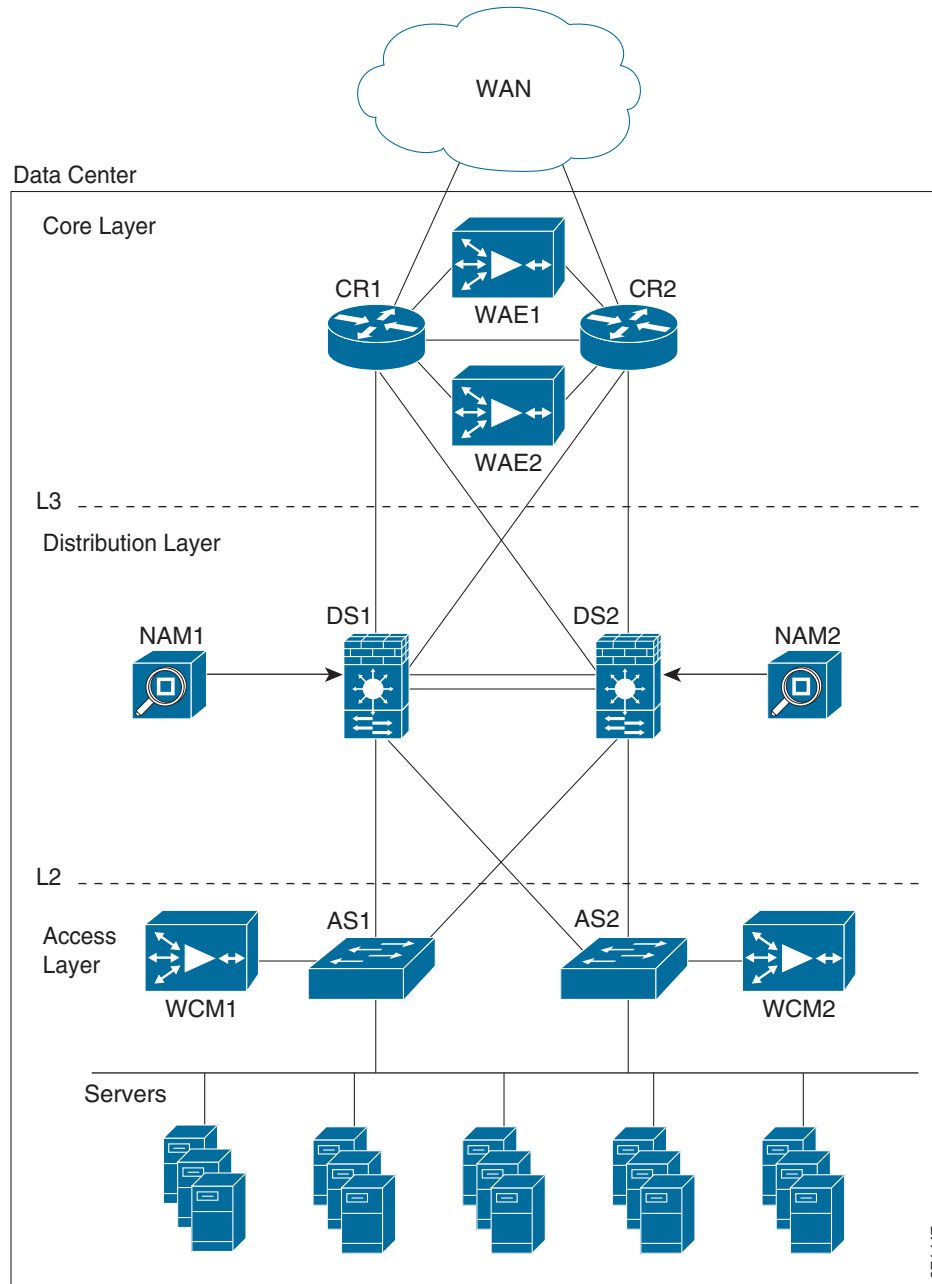 WAN
Data Center
Core Layer
CR1
CR2
WAE1
WAE2
L3
Distribution Layer
DS1
DS2
NAM1
NAM2
L2
AS1
AS2
Access
Layer
WCM1
WCM2
Servers